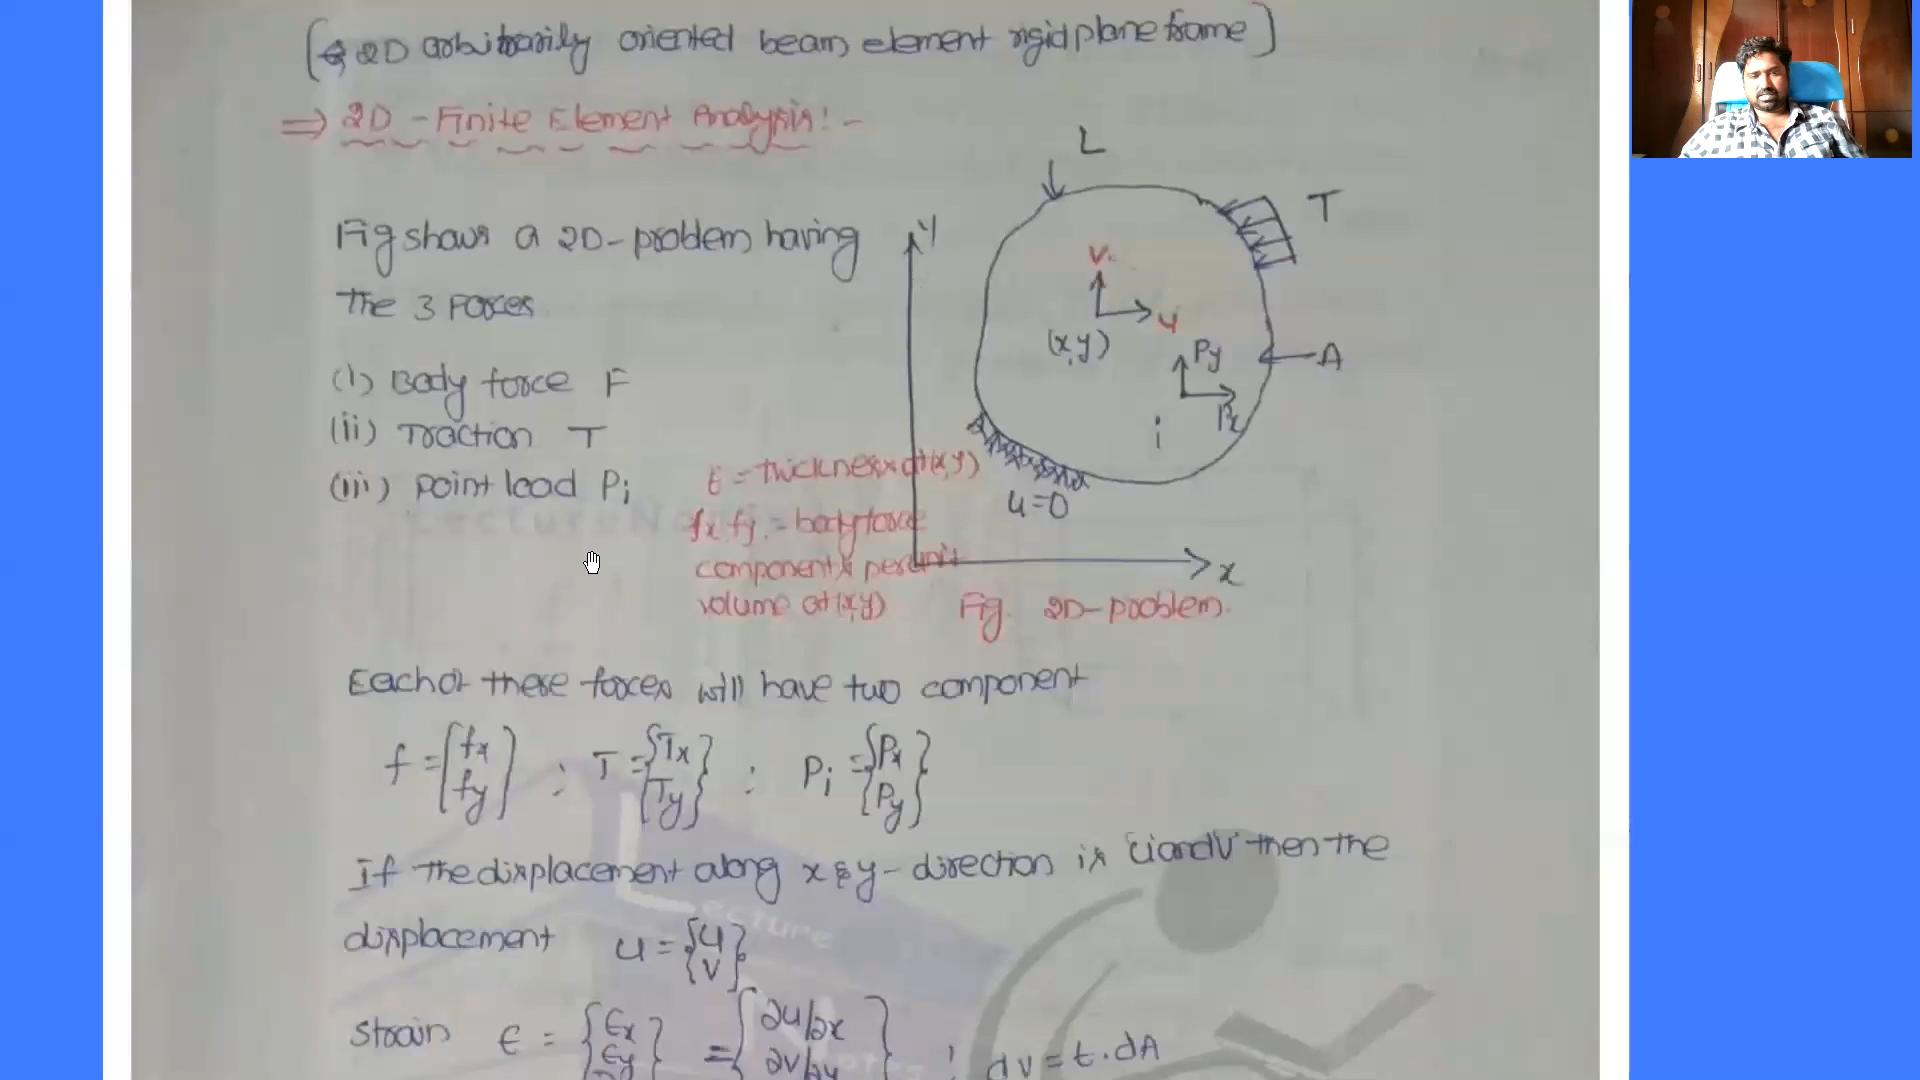 (↳ 2D arbitrarily oriented beam element rigid plane frame)
⇒ 2D - Finite Element Analysis:-
Fig shows a 2D-problem having
the 3 Forces
(i) Body force F
(ii) Traction T
(iii) point load Pi
L
T
Y
V
u
(x,y)
Py
Px
A
i
u=0
x
t = thickness at (x,y)
fx fy = body force
components per unit
volume at (x,y)
Fig. 2D-problem.
Each of these forces will have two component
f = {fx fy} ; T = {Tx Ty} ; Pi = {Px Py}
If the displacement along x & y-direction is 'u' and 'v' then the
displacement u = {u v}
Strain ϵ = {ϵx ϵy = {∂u/∂x ∂v/∂y ; dv = t.dA
Lecture